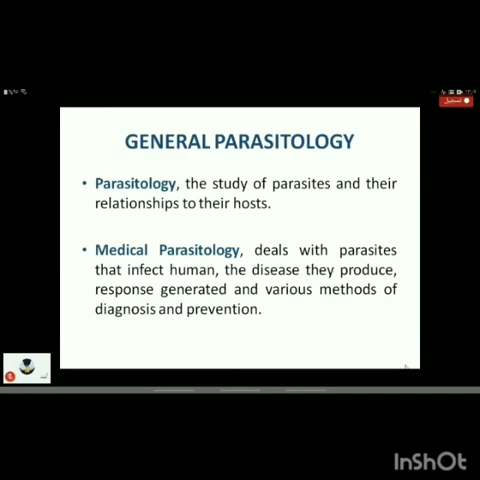 تسجيل
GENERAL PARASITOLOGY
• Parasitology, the study of parasites and their
relationships to their hosts.
• Medical Parasitology, deals with parasites
that infect human, the disease they produce,
response generated and various methods of
diagnosis and prevention.
InShOt